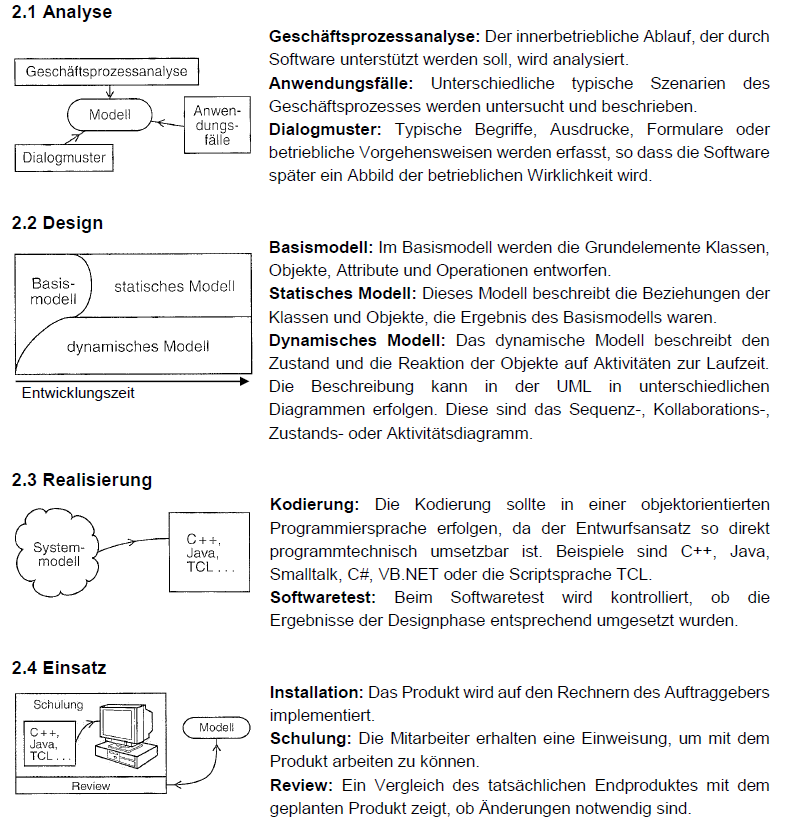 2.1 Analyse
Geschäftsprozessanalyse
Modell
Anwen-
dungs-
fälle
Dialogmuster
Geschäftsprozessanalyse: Der innerbetriebliche Ablauf, der durch
Software unterstützt werden soll, wird analysiert.
Anwendungsfälle: Unterschiedliche typische Szenarien des
Geschäftsprozesses werden untersucht und beschrieben.
Dialogmuster: Typische Begriffe, Ausdrucke, Formulare oder
betriebliche Vorgehensweisen werden erfasst, so dass die Software
später ein Abbild der betrieblichen Wirklichkeit wird.
2.2 Design
Basis-
modell
statisches Modell
dynamisches Modell
Entwicklungszeit
Basismodell: Im Basismodell werden die Grundelemente Klassen,
Objekte, Attribute und Operationen entworfen.
Statisches Modell: Dieses Modell beschreibt die Beziehungen der
Klassen und Objekte, die Ergebnis des Basismodells waren.
Dynamisches Modell: Das dynamische Modell beschreibt den
Zustand und die Reaktion der Objekte auf Aktivitäten zur Laufzeit.
Die Beschreibung kann in der UML in unterschiedlichen
Diagrammen erfolgen. Diese sind das Sequenz-, Kollaborations-,
Zustands- oder Aktivitätsdiagramm.
2.3 Realisierung
System-
modell
C++,
Java,
TCL ...
Kodierung: Die Kodierung sollte in einer objektorientierten
Programmiersprache erfolgen, da der Entwurfsansatz so direkt
programmtechnisch umsetzbar ist. Beispiele sind C++, Java,
Smalltalk, C#, VB.NET oder die Scriptsprache TCL.
Softwaretest: Beim Softwaretest wird kontrolliert, ob die
Ergebnisse der Designphase entsprechend umgesetzt wurden.
2.4 Einsatz
Schulung
C++,
Java,
TCL ...
Modell
Review
Installation: Das Produkt wird auf den Rechnern des Auftraggebers
implementiert.
Schulung: Die Mitarbeiter erhalten eine Einweisung, um mit dem
Produkt arbeiten zu können.
Review: Ein Vergleich des tatsächlichen Endproduktes mit dem
geplanten Produkt zeigt, ob Änderungen notwendig sind.